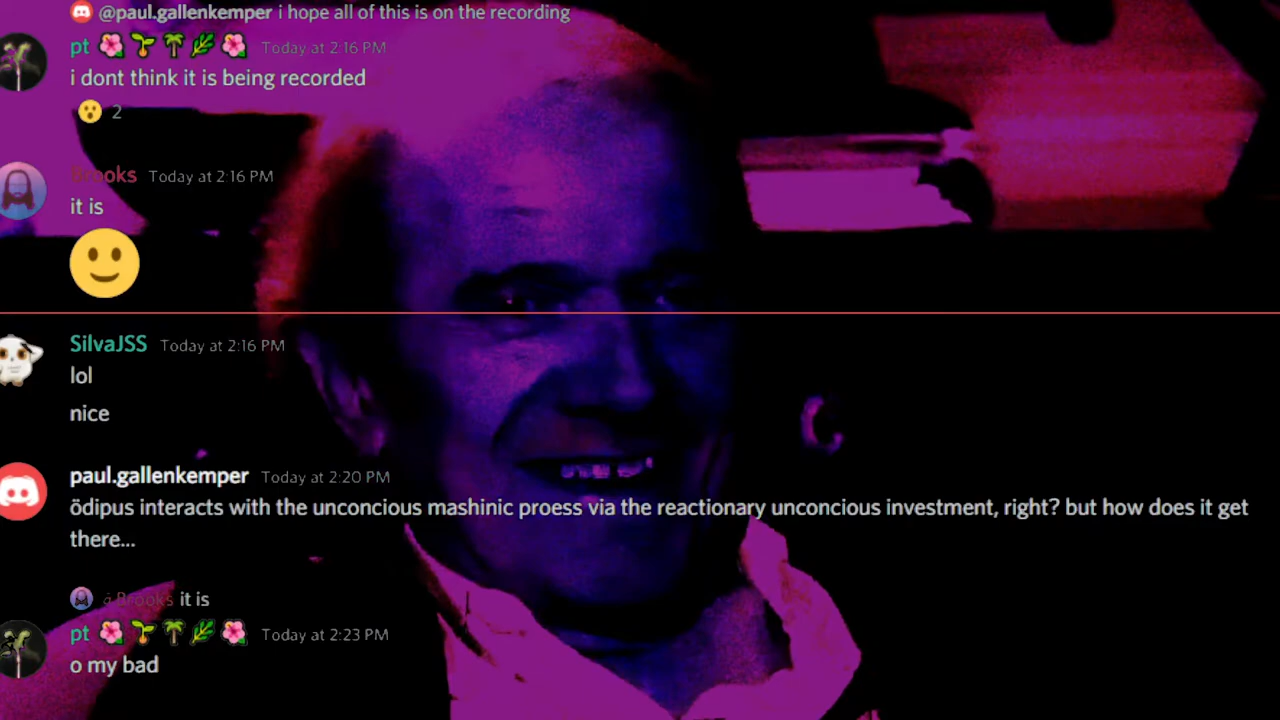 @paul.gallenkemper i hope all of this is on the recording
pt 🌺 🌱 🌴 🌿 🌺 Today at 2:16 PM
i dont think it is being recorded
😮 2
Brooks Today at 2:16 PM
it is
🙂
SilvaJSS Today at 2:16 PM
lol
nice
paul.gallenkemper Today at 2:20 PM
ödipus interacts with the unconcious mashinic proess via the reactionary unconcious investment, right? but how does it get
there...
Brooks it is
pt 🌺 🌱 🌴 🌿 🌺 Today at 2:23 PM
o my bad